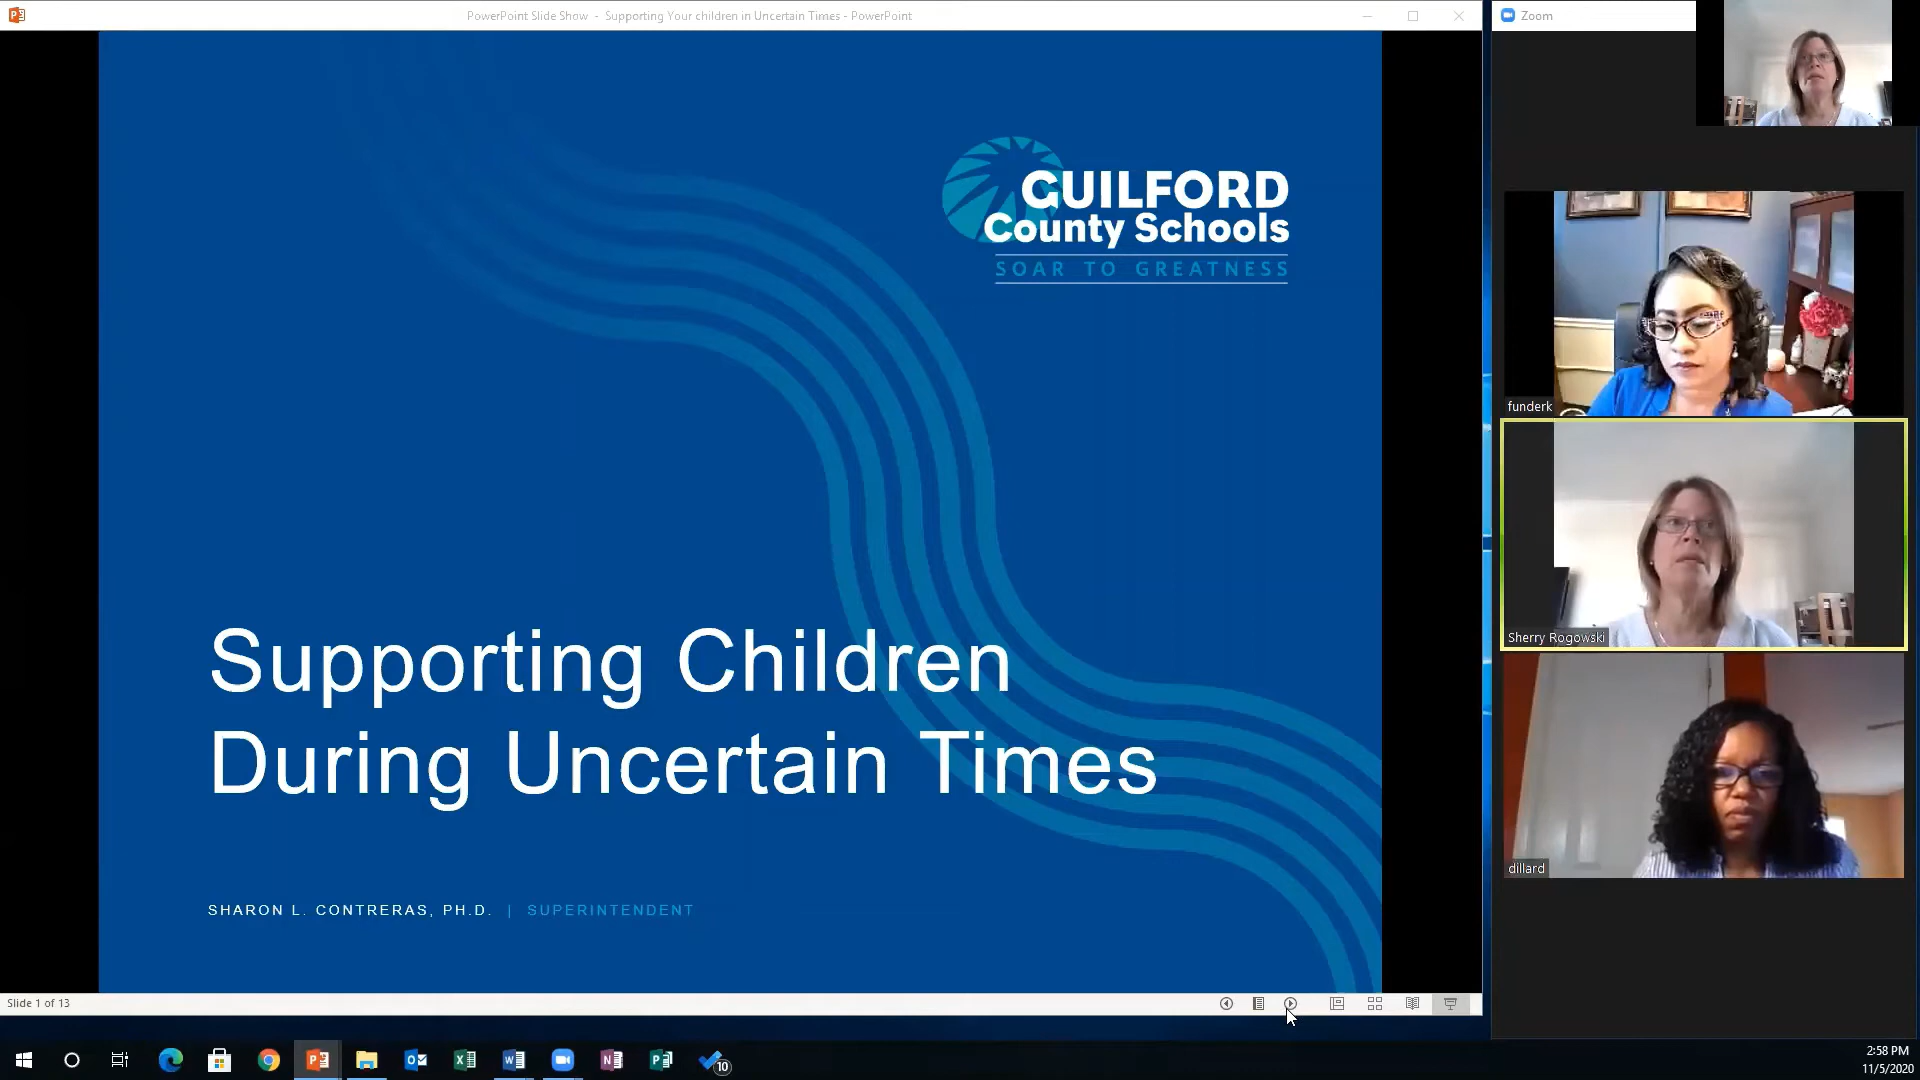 PowerPoint Slide Show - Supporting Your children in Uncertain Times - PowerPoint
Zoom
GUILFORD
County Schools
SOAR TO GREATNESS
funderk
Sherry Rogowski
Supporting Children
During Uncertain Times
dillard
SHARON L. CONTRERAS, PH.D. | SUPERINTENDENT
Slide 1 of 13
10
2:58 PM
11/5/2020